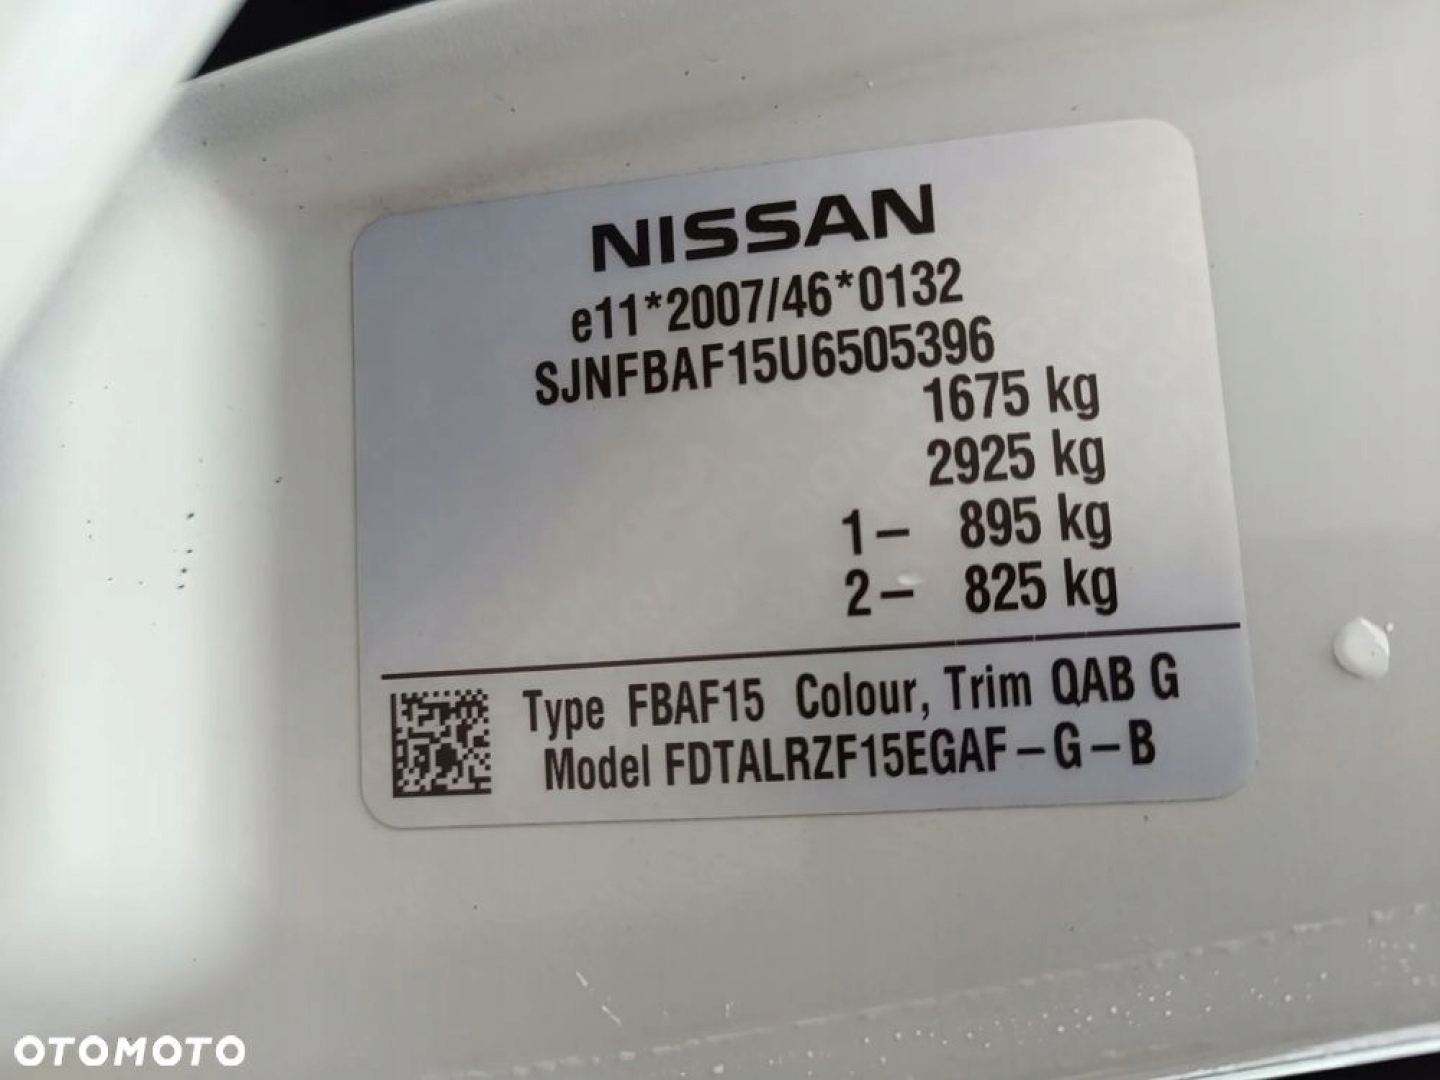 NISSAN
e11*2007/46*0132
SJNFBAF15U6505396
1675 kg
2925 kg
1- 895 kg
2- 825 kg
Type FBAF15 Colour, Trim QAB G
Model FDTALRZF15EGAF-G-B
OTOMOTO